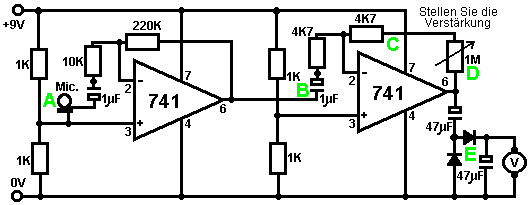 Stellen Sie die
Verstärkung
+9V
220K
4K7
4K7
C
1K
10K
1K
1M
D
Mic.
A
1µF
2
-
7
741
6
B
1µF
2
-
7
741
6
3
+
4
3
+
4
47µF
E
1K
1K
47µF
V
0V